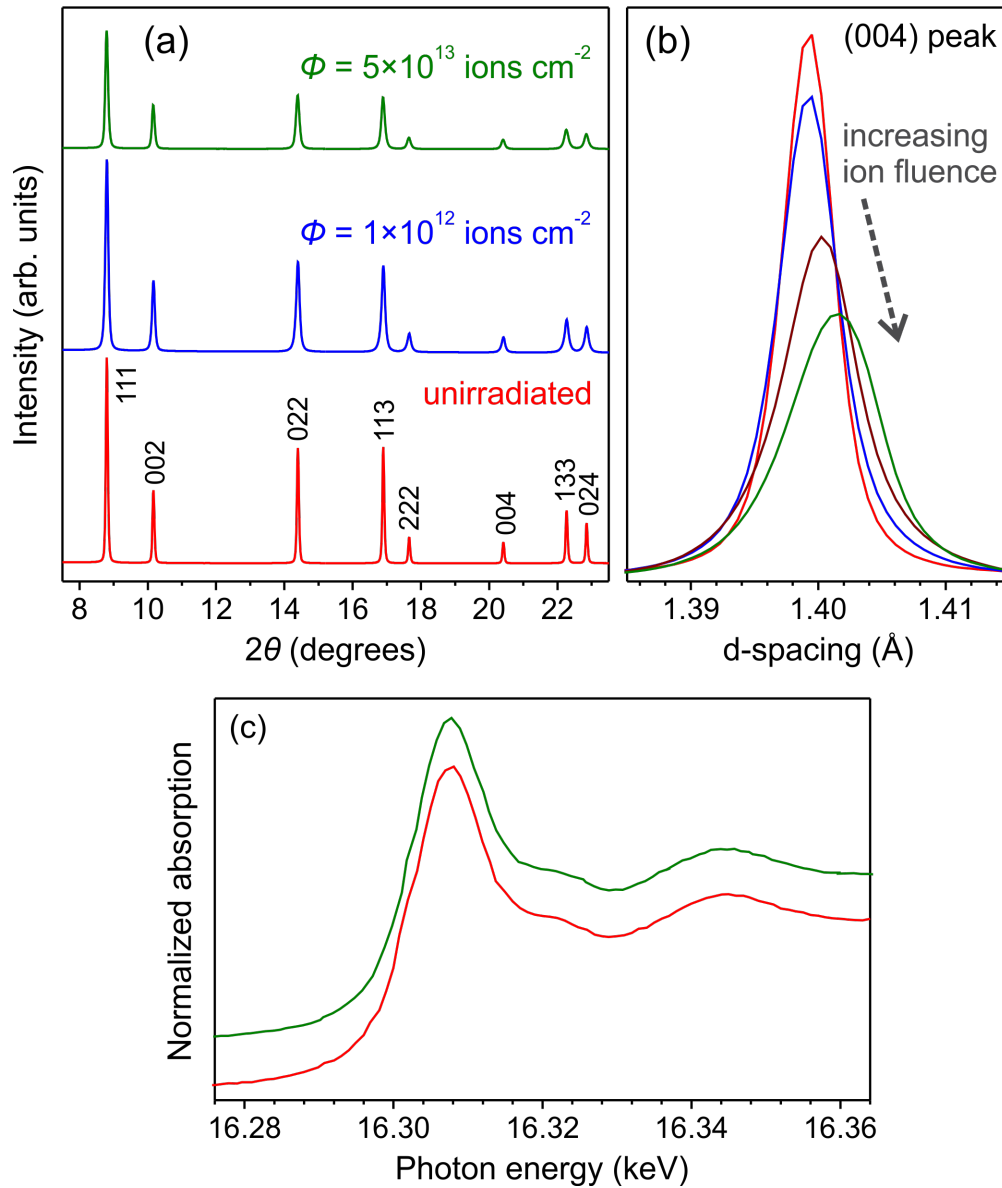 (a)
Φ = 5×10¹³ ions cm⁻²
Φ = 1×10¹² ions cm⁻²
unirradiated
111
002
022
113
222
004
133
024
Intensity (arb. units)
8 10 12 14 16 18 20 22
2θ (degrees)
(b)
(004) peak
increasing
ion fluence
1.39 1.40 1.41
d-spacing (Å)
(c)
Normalized absorption
16.28 16.30 16.32 16.34 16.36
Photon energy (keV)